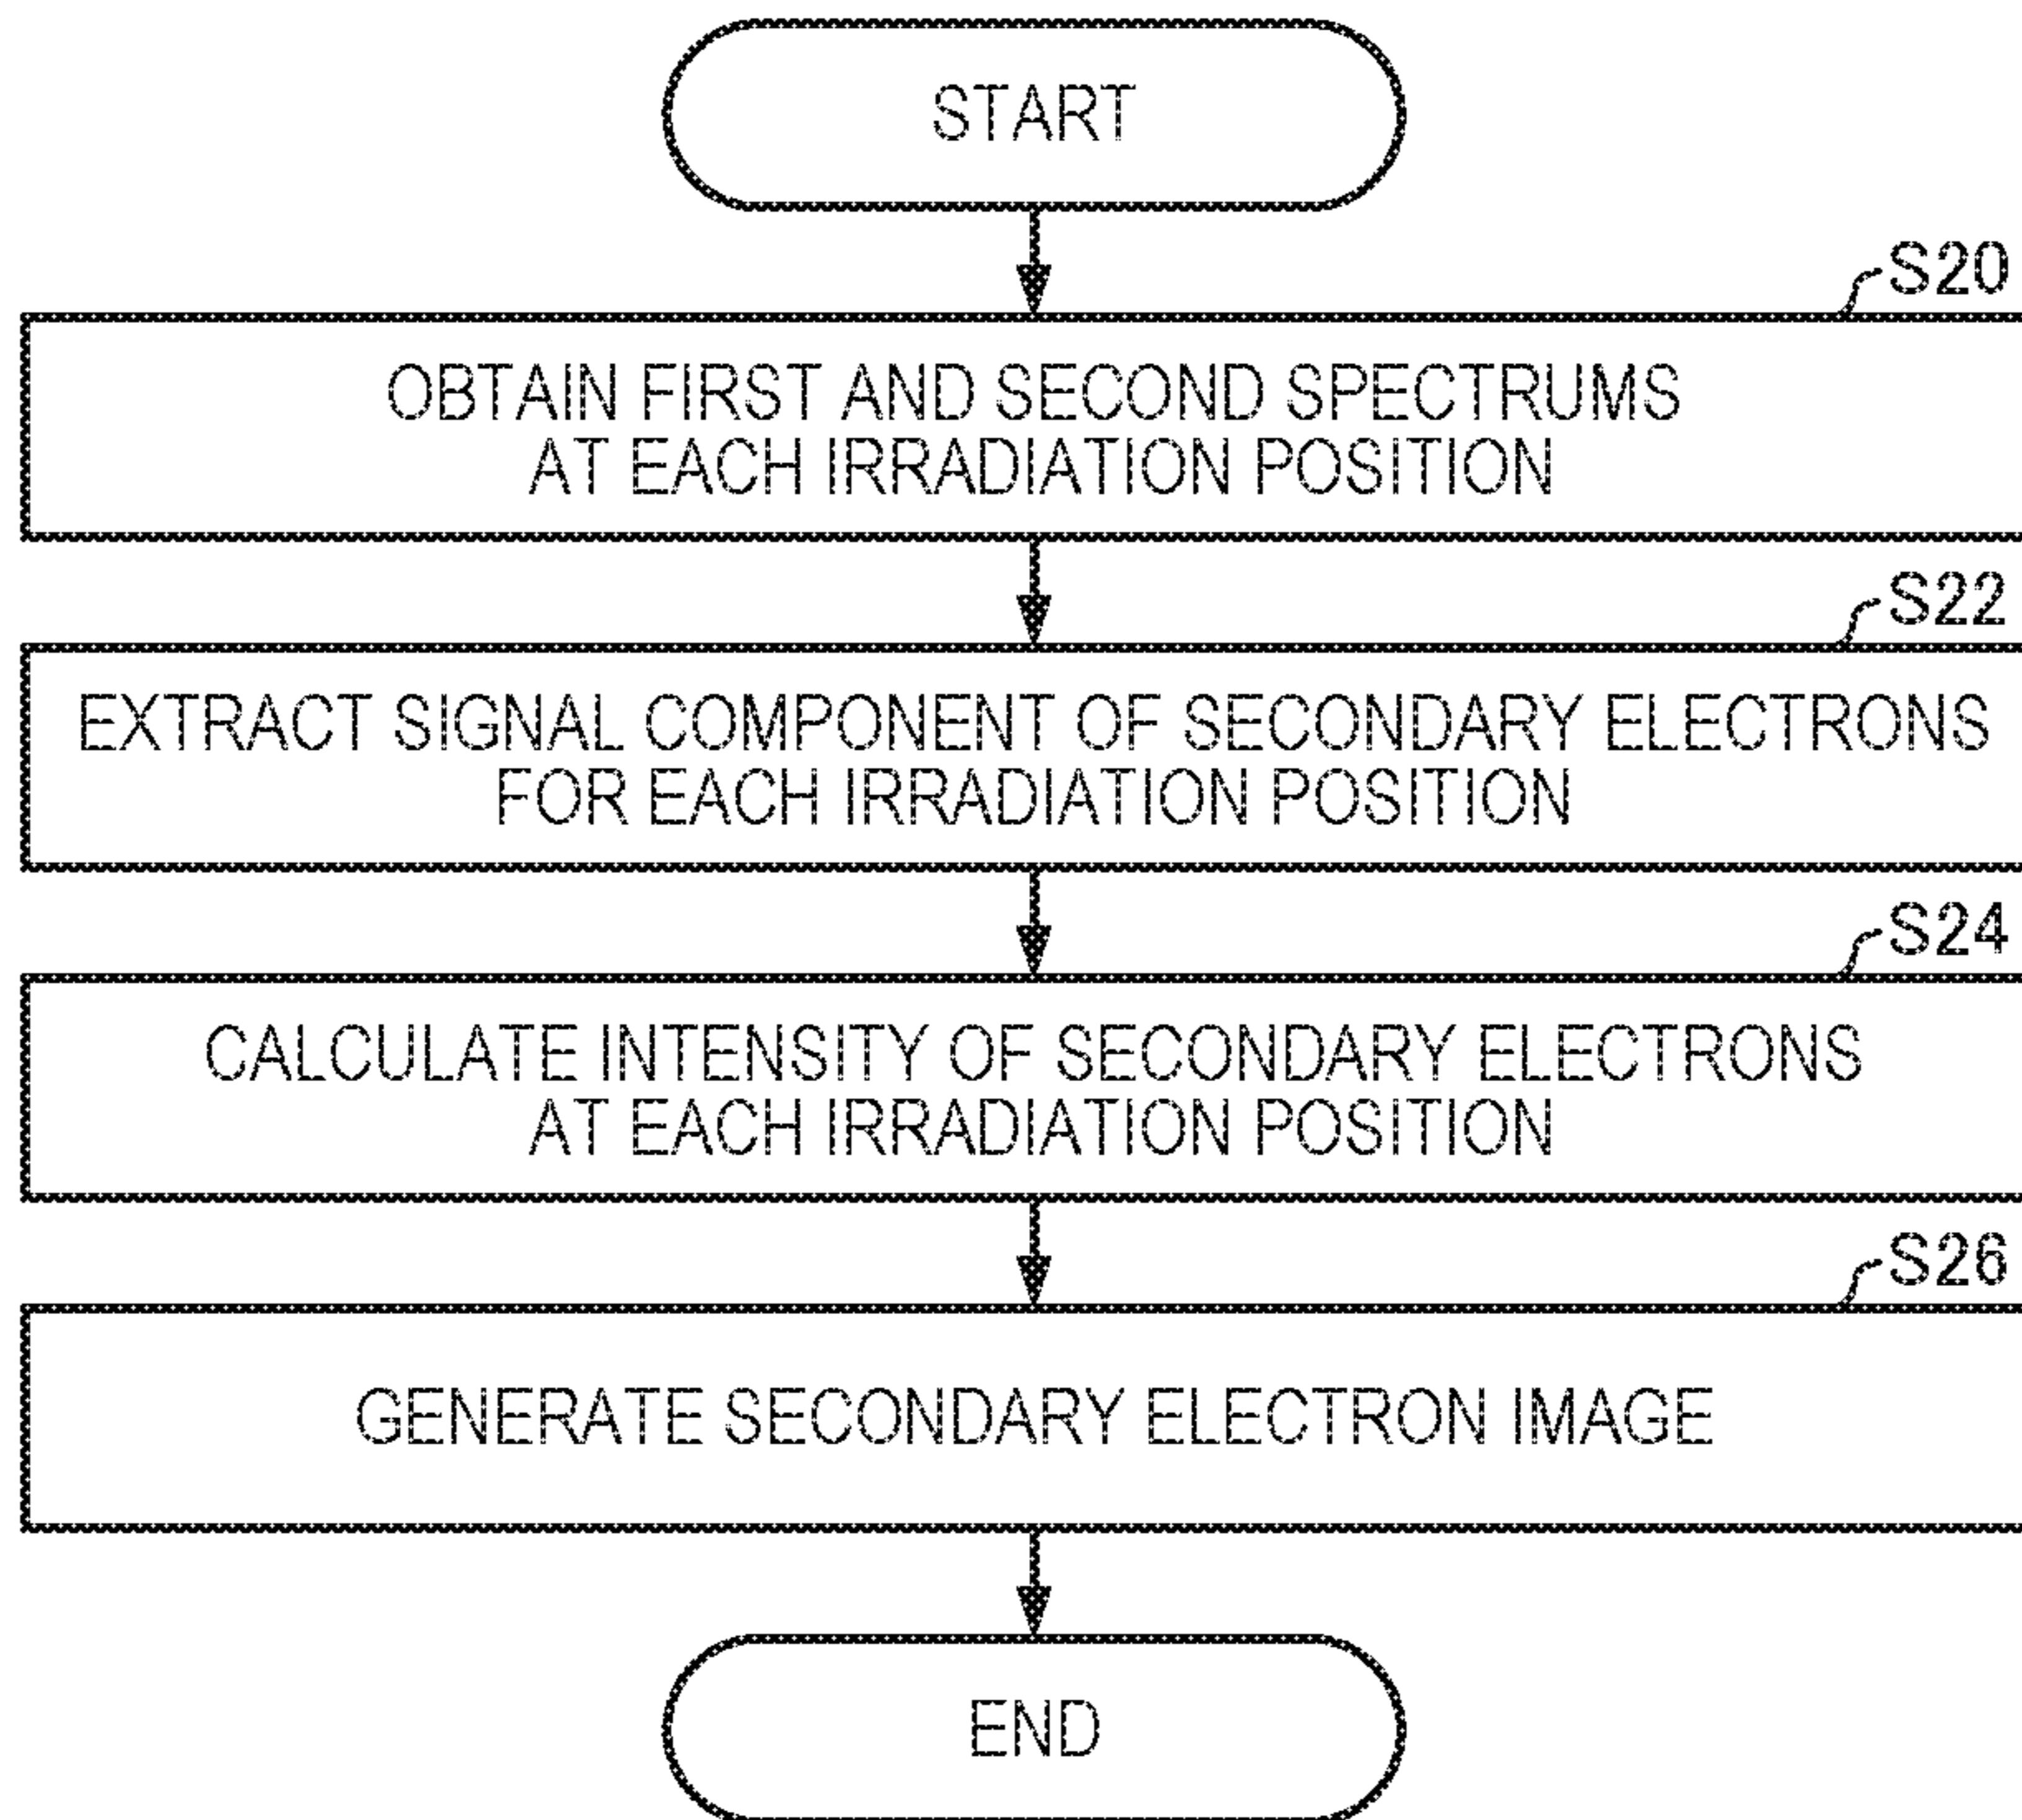 START
S20
OBTAIN FIRST AND SECOND SPECTRUMS
AT EACH IRRADIATION POSITION
S22
EXTRACT SIGNAL COMPONENT OF SECONDARY ELECTRONS
FOR EACH IRRADIATION POSITION
S24
CALCULATE INTENSITY OF SECONDARY ELECTRONS
AT EACH IRRADIATION POSITION
S26
GENERATE SECONDARY ELECTRON IMAGE
END